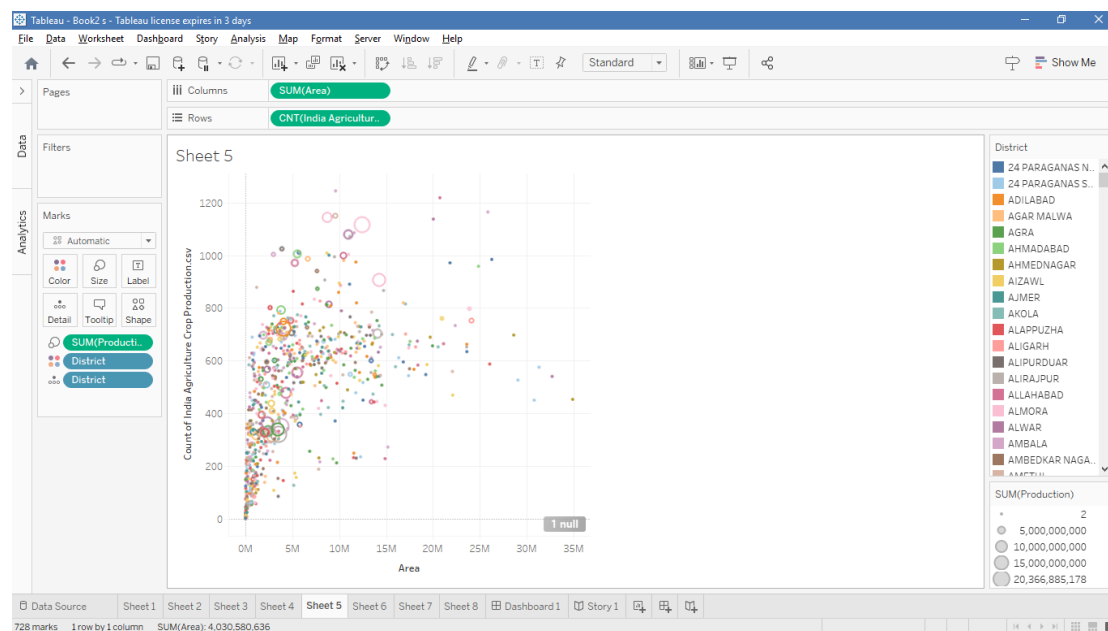 Tableau - Book2 s - Tableau license expires in 3 days
File Data Worksheet Dashboard Story Analysis Map Format Server Window Help
Standard
Show Me
Pages
iii Columns
SUM(Area)
Rows
CNT(India Agricultur..
Data
Analytics
Filters
Marks
Automatic
Color Size Label
Detail Tooltip Shape
SUM(Producti..
District
District
Sheet 5
Count of India Agriculture Crop Production.csv
1200
1000
800
600
400
200
0
1 null
0M 5M 10M 15M 20M 25M 30M 35M
Area
District
24 PARAGANAS N..
24 PARAGANAS S..
ADILABAD
AGAR MALWA
AGRA
AHMADABAD
AHMEDNAGAR
AIZAWL
AJMER
AKOLA
ALAPPUZHA
ALIGARH
ALIPURDUAR
ALIRAJPUR
ALLAHABAD
ALMORA
ALWAR
AMBALA
AMBEDKAR NAGA..
AMETHI
SUM(Production)
2
5,000,000,000
10,000,000,000
15,000,000,000
20,366,885,178
Data Source Sheet 1 Sheet 2 Sheet 3 Sheet 4 Sheet 5 Sheet 6 Sheet 7 Sheet 8 Dashboard 1 Story 1
728 marks 1 row by 1 column SUM(Area): 4,030,580,636